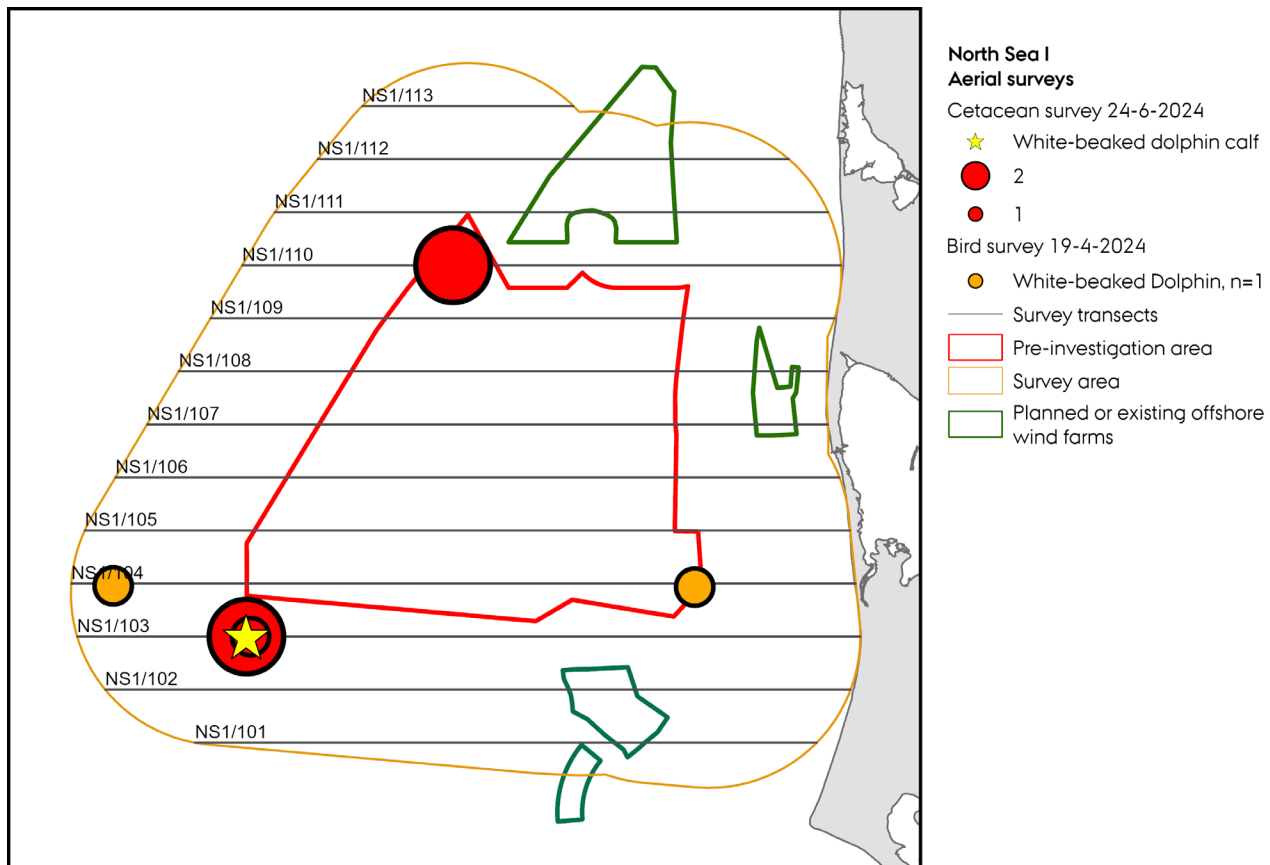 North Sea I
Aerial surveys
Cetacean survey 24-6-2024
White-beaked dolphin calf
2
1
Bird survey 19-4-2024
White-beaked Dolphin, n=1
Survey transects
Pre-investigation area
Survey area
Planned or existing offshore
wind farms
NS1/113
NS1/112
NS1/111
NS1/110
NS1/109
NS1/108
NS1/107
NS1/106
NS1/105
NS1/104
NS1/103
NS1/102
NS1/101